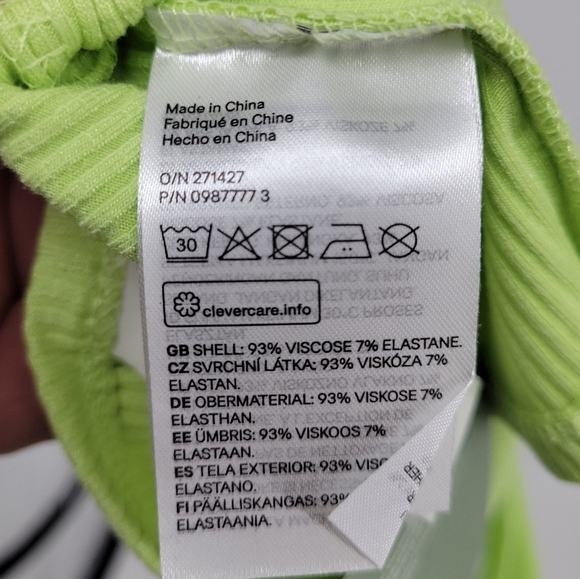 Made in China
Fabriqué en Chine
Hecho en China
O/N 271427
P/N 0987777 3
30
clevercare.info
GB SHELL: 93% VISCOSE 7% ELASTANE.
CZ SVRCHNÍ LÁTKA: 93% VISKÓZA 7%
ELASTAN.
DE OBERMATERIAL: 93% VISKOSE 7%
ELASTHAN.
EE ÜMBRIS: 93% VISKOOS 7%
ELASTAAN.
ES TELA EXTERIOR: 93%
ELASTANO.
FI PÄÄLLISKANGAS:
ELASTAANIA.